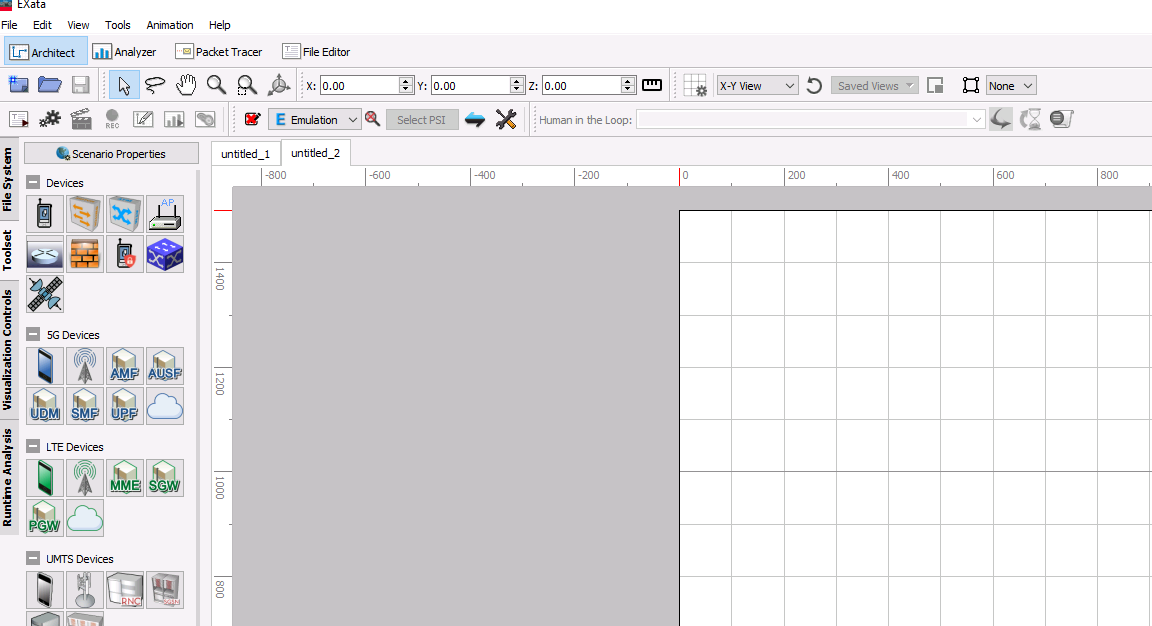 EXata
File Edit View Tools Animation Help
Architect Analyzer Packet Tracer File Editor
X: 0.00 Y: 0.00 Z: 0.00 X-Y View Saved Views None
REC E Emulation Select PSI Human in the Loop:
File System
Toolset
Visualization Controls
Runtime Analysis
Scenario Properties
Devices
AP
5G Devices
AMF AUSF
UDM SMF UPF
LTE Devices
MME SGW
PGW
UMTS Devices
RNC
untitled_1 untitled_2
-800 -600 -400 -200 0 200 400 600 800
1400
1200
1000
800